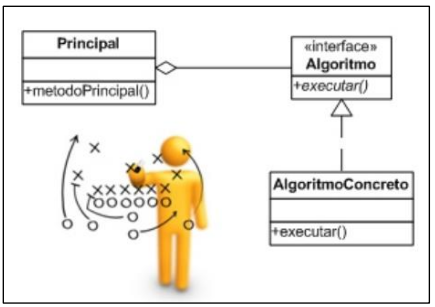 Principal
+metodoPrincipal()
«interface»
Algoritmo
+executar()
AlgoritmoConcreto
+executar()